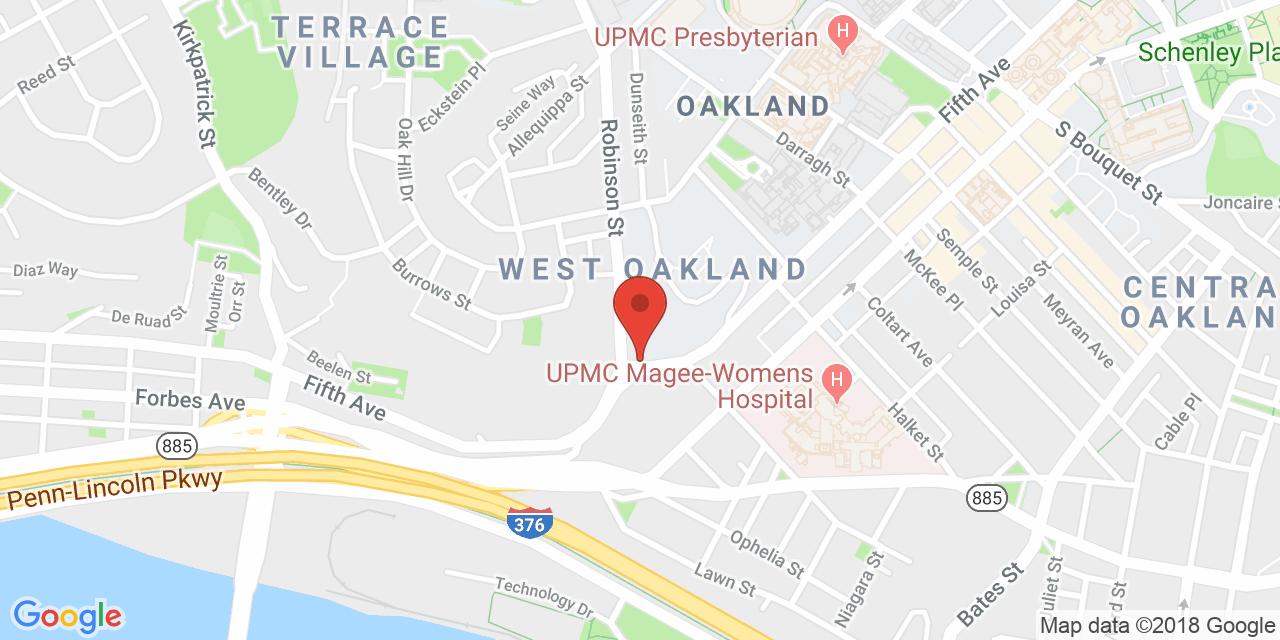 TERRACE
VILLAGE
UPMC Presbyterian
H
Schenley Pla
Reed St
Kirkpatrick St
Eckstein Pl
Seine Way
Allequippa St
Dunseith St
OAKLAND
Fifth Ave
Oak Hill Dr
Robinson St
Darragh St
S Bouquet St
Bentley Dr
Joncaire S
Diaz Way
Burrows St
WEST OAKLAND
McKee Pl
Semple St
Louisa St
Meyran Ave
CENTRA
OAKLAN
Moultrie St
Orr St
De Ruad St
Coltart Ave
Beelen St
UPMC Magee-Womens
Hospital
H
Fifth Ave
Forbes Ave
Halket St
Cable Pl
885
Penn-Lincoln Pkwy
885
376
Ophelia St
Lawn St
Niagara St
Technology Dr
Bates St
uliet St
d St
Google
Map data ©2018 Google